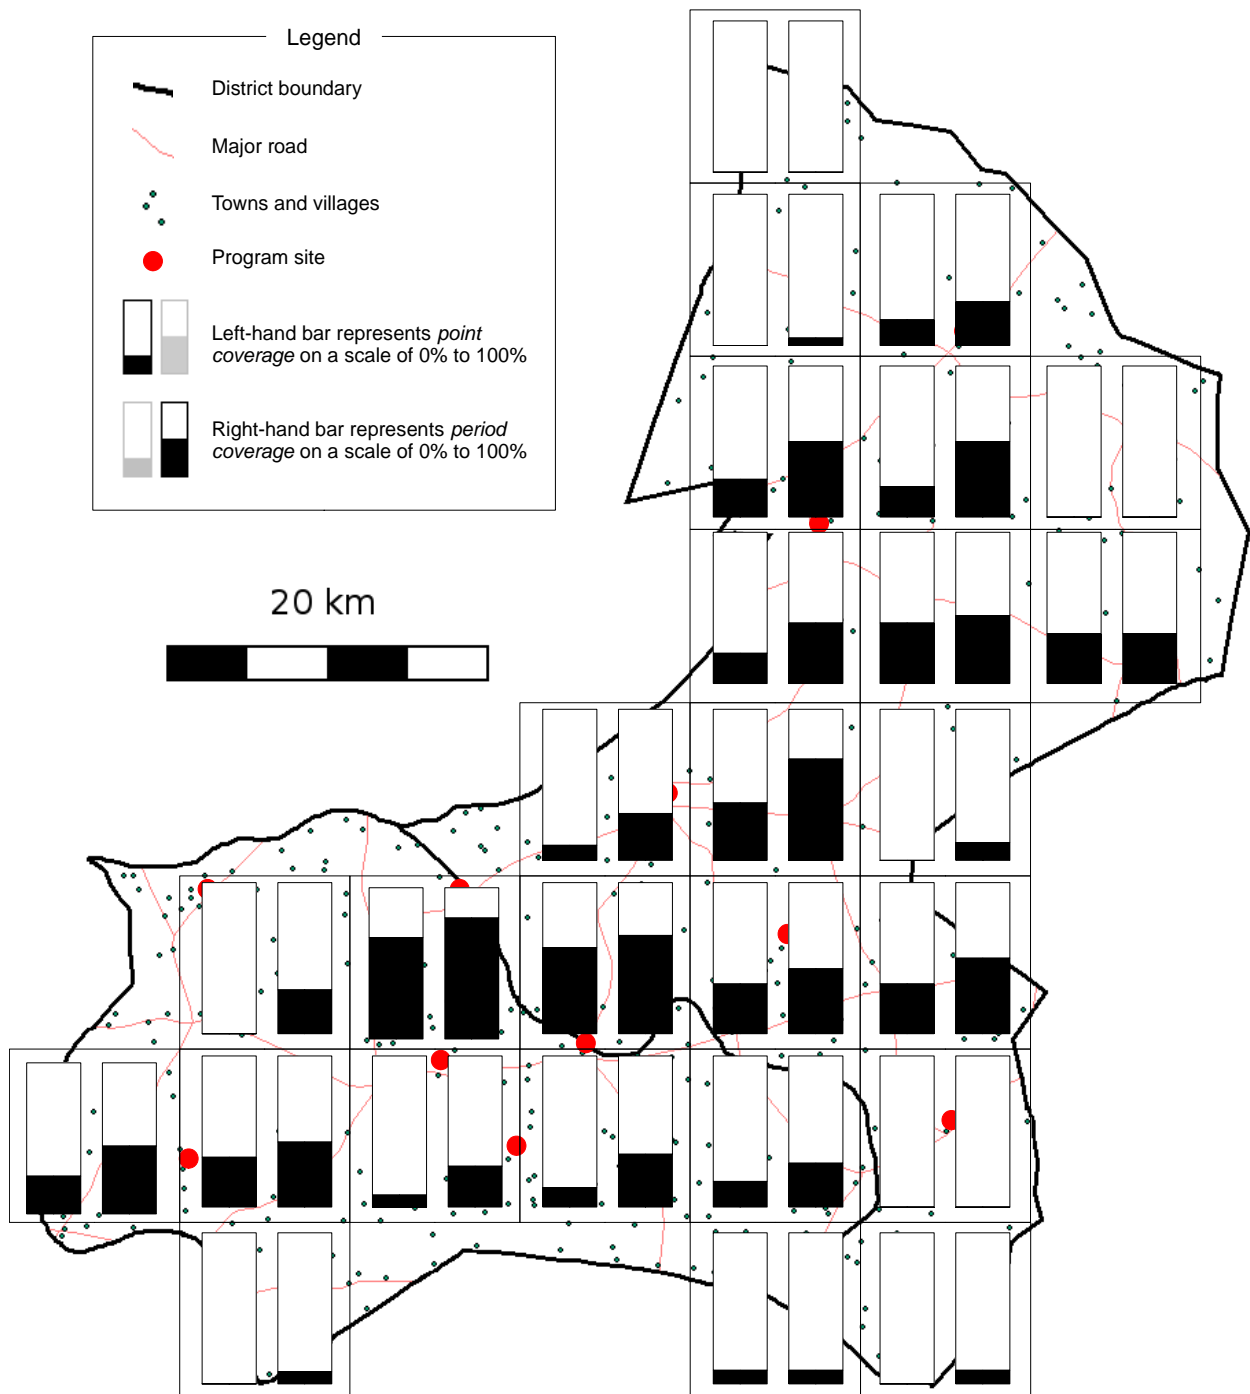 Legend
District boundary
Major road
Towns and villages
Program site
Left-hand bar represents point
coverage on a scale of 0% to 100%
Right-hand bar represents period
coverage on a scale of 0% to 100%
20 km